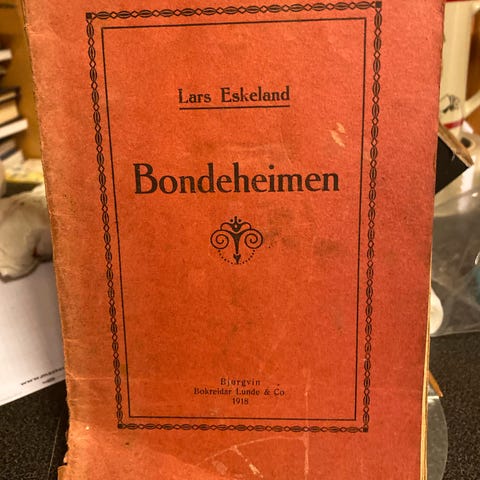 Lars Eskeland
Bondeheimen
Bjørgvin
Bokreidar Lunde & Co.
1918